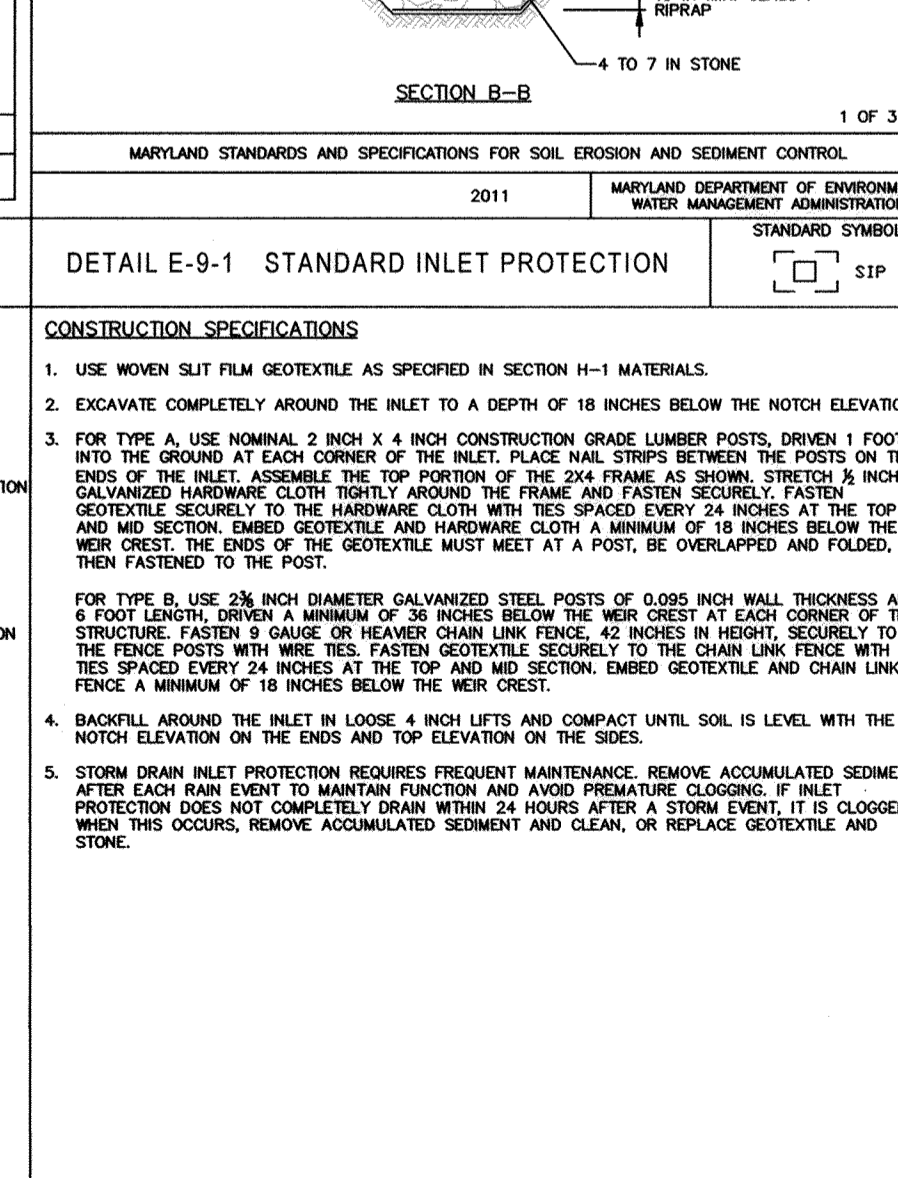 RIPRAP
4 TO 7 IN STONE
SECTION B-B
1 OF 3
MARYLAND STANDARDS AND SPECIFICATIONS FOR SOIL EROSION AND SEDIMENT CONTROL
2011
MARYLAND DEPARTMENT OF ENVIRONM
WATER MANAGEMENT ADMINISTRATION
DETAIL E-9-1 STANDARD INLET PROTECTION
STANDARD SYMBOL
SIP
CONSTRUCTION SPECIFICATIONS
1. USE WOVEN SLIT FILM GEOTEXTILE AS SPECIFIED IN SECTION H-1 MATERIALS.
2. EXCAVATE COMPLETELY AROUND THE INLET TO A DEPTH OF 18 INCHES BELOW THE NOTCH ELEVATIO
3. FOR TYPE A, USE NOMINAL 2 INCH X 4 INCH CONSTRUCTION GRADE LUMBER POSTS, DRIVEN 1 FOOT
INTO THE GROUND AT EACH CORNER OF THE INLET. PLACE NAIL STRIPS BETWEEN THE POSTS ON TH
ENDS OF THE INLET. ASSEMBLE THE TOP PORTION OF THE 2X4 FRAME AS SHOWN. STRETCH ½ INCH
GALVANIZED HARDWARE CLOTH TIGHTLY AROUND THE FRAME AND FASTEN SECURELY. FASTEN
GEOTEXTILE SECURELY TO THE HARDWARE CLOTH WITH TIES SPACED EVERY 24 INCHES AT THE TOP
AND MID SECTION. EMBED GEOTEXTILE AND HARDWARE CLOTH A MINIMUM OF 18 INCHES BELOW THE
WEIR CREST. THE ENDS OF THE GEOTEXTILE MUST MEET AT A POST, BE OVERLAPPED AND FOLDED,
THEN FASTENED TO THE POST.
FOR TYPE B, USE 2⅜ INCH DIAMETER GALVANIZED STEEL POSTS OF 0.095 INCH WALL THICKNESS A
6 FOOT LENGTH, DRIVEN A MINIMUM OF 36 INCHES BELOW THE WEIR CREST AT EACH CORNER OF T
STRUCTURE. FASTEN 9 GAUGE OR HEAVIER CHAIN LINK FENCE, 42 INCHES IN HEIGHT, SECURELY TO
THE FENCE POSTS WITH WIRE TIES. FASTEN GEOTEXTILE SECURELY TO THE CHAIN LINK FENCE WITH
TIES SPACED EVERY 24 INCHES AT THE TOP AND MID SECTION. EMBED GEOTEXTILE AND CHAIN LINK
FENCE A MINIMUM OF 18 INCHES BELOW THE WEIR CREST.
4. BACKFILL AROUND THE INLET IN LOOSE 4 INCH LIFTS AND COMPACT UNTIL SOIL IS LEVEL WITH THE
NOTCH ELEVATION ON THE ENDS AND TOP ELEVATION ON THE SIDES.
5. STORM DRAIN INLET PROTECTION REQUIRES FREQUENT MAINTENANCE. REMOVE ACCUMULATED SEDIME
AFTER EACH RAIN EVENT TO MAINTAIN FUNCTION AND AVOID PREMATURE CLOGGING. IF INLET
PROTECTION DOES NOT COMPLETELY DRAIN WITHIN 24 HOURS AFTER A STORM EVENT, IT IS CLOGGE
WHEN THIS OCCURS, REMOVE ACCUMULATED SEDIMENT AND CLEAN, OR REPLACE GEOTEXTILE AND
STONE.
ION
ON